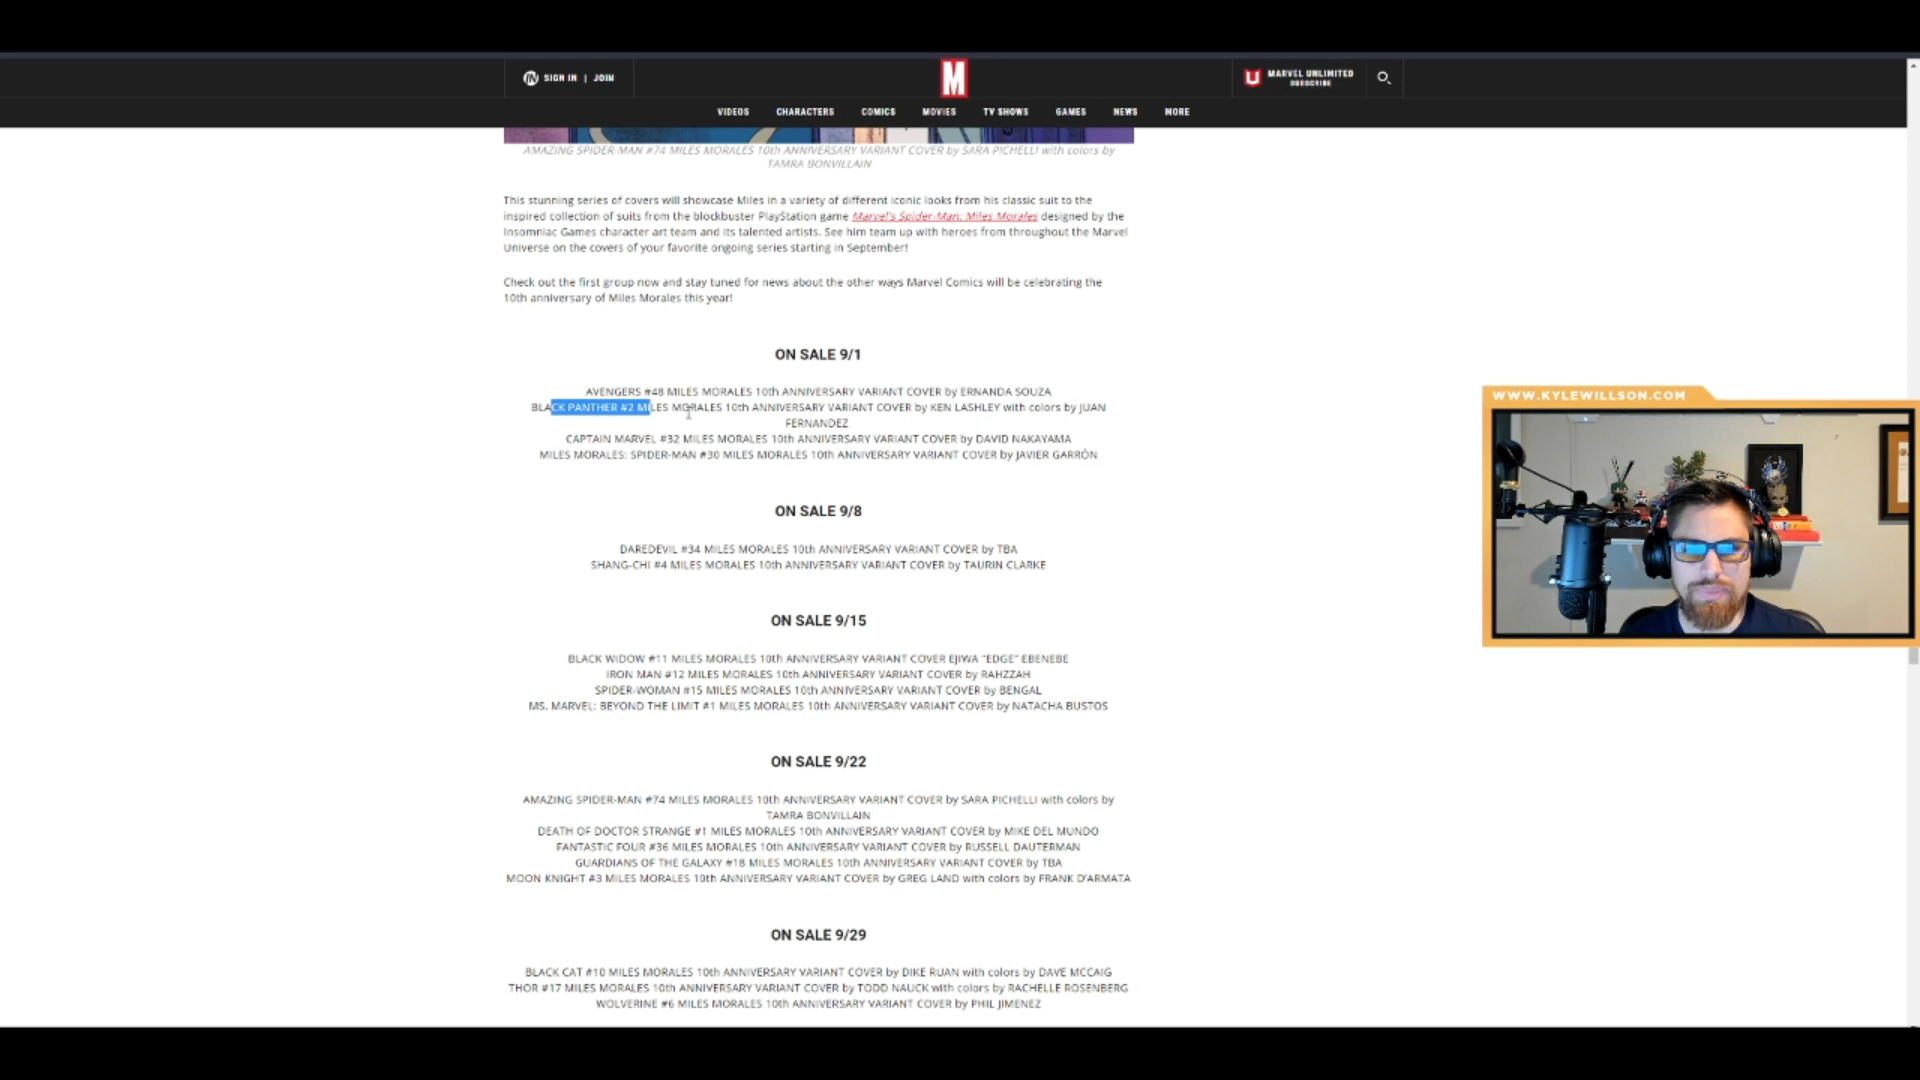 SIGN IN | JOIN
M
MARVEL UNLIMITED
SUBSCRIBE
VIDEOS CHARACTERS COMICS MOVIES TV SHOWS GAMES NEWS MORE
AMAZING SPIDER-MAN #74 MILES MORALES 10th ANNIVERSARY VARIANT COVER by SARA PICHELLI with colors by
TAMRA BONVILLAIN
This stunning series of covers will showcase Miles in a variety of different iconic looks from his classic suit to the
inspired collection of suits from the blockbuster PlayStation game Marvel's Spider-Man: Miles Morales designed by the
Insomniac Games character art team and its talented artists. See him team up with heroes from throughout the Marvel
Universe on the covers of your favorite ongoing series starting in September!
Check out the first group now and stay tuned for news about the other ways Marvel Comics will be celebrating the
10th anniversary of Miles Morales this year!
ON SALE 9/1
AVENGERS #48 MILES MORALES 10th ANNIVERSARY VARIANT COVER by ERNANDA SOUZA
BLACK PANTHER #2 MILES MORALES 10th ANNIVERSARY VARIANT COVER by KEN LASHLEY with colors by JUAN
FERNANDEZ
CAPTAIN MARVEL #32 MILES MORALES 10th ANNIVERSARY VARIANT COVER by DAVID NAKAYAMA
MILES MORALES: SPIDER-MAN #30 MILES MORALES 10th ANNIVERSARY VARIANT COVER by JAVIER GARRÓN
WWW.KYLEWILLSON.COM
ON SALE 9/8
DAREDEVIL #34 MILES MORALES 10th ANNIVERSARY VARIANT COVER by TBA
SHANG-CHI #4 MILES MORALES 10th ANNIVERSARY VARIANT COVER by TAURIN CLARKE
ON SALE 9/15
BLACK WIDOW #11 MILES MORALES 10th ANNIVERSARY VARIANT COVER EJIWA "EDGE" EBENEBE
IRON MAN #12 MILES MORALES 10th ANNIVERSARY VARIANT COVER by RAHZZAH
SPIDER-WOMAN #15 MILES MORALES 10th ANNIVERSARY VARIANT COVER by BENGAL
MS. MARVEL: BEYOND THE LIMIT #1 MILES MORALES 10th ANNIVERSARY VARIANT COVER by NATACHA BUSTOS
ON SALE 9/22
AMAZING SPIDER-MAN #74 MILES MORALES 10th ANNIVERSARY VARIANT COVER by SARA PICHELLI with colors by
TAMRA BONVILLAIN
DEATH OF DOCTOR STRANGE #1 MILES MORALES 10th ANNIVERSARY VARIANT COVER by MIKE DEL MUNDO
FANTASTIC FOUR #36 MILES MORALES 10th ANNIVERSARY VARIANT COVER by RUSSELL DAUTERMAN
GUARDIANS OF THE GALAXY #18 MILES MORALES 10th ANNIVERSARY VARIANT COVER by TBA
MOON KNIGHT #3 MILES MORALES 10th ANNIVERSARY VARIANT COVER by GREG LAND with colors by FRANK D'ARMATA
ON SALE 9/29
BLACK CAT #10 MILES MORALES 10th ANNIVERSARY VARIANT COVER by DIKE RUAN with colors by DAVE MCCAIG
THOR #17 MILES MORALES 10th ANNIVERSARY VARIANT COVER by TODD NAUCK with colors by RACHELLE ROSENBERG
WOLVERINE #6 MILES MORALES 10th ANNIVERSARY VARIANT COVER by PHIL JIMENEZ